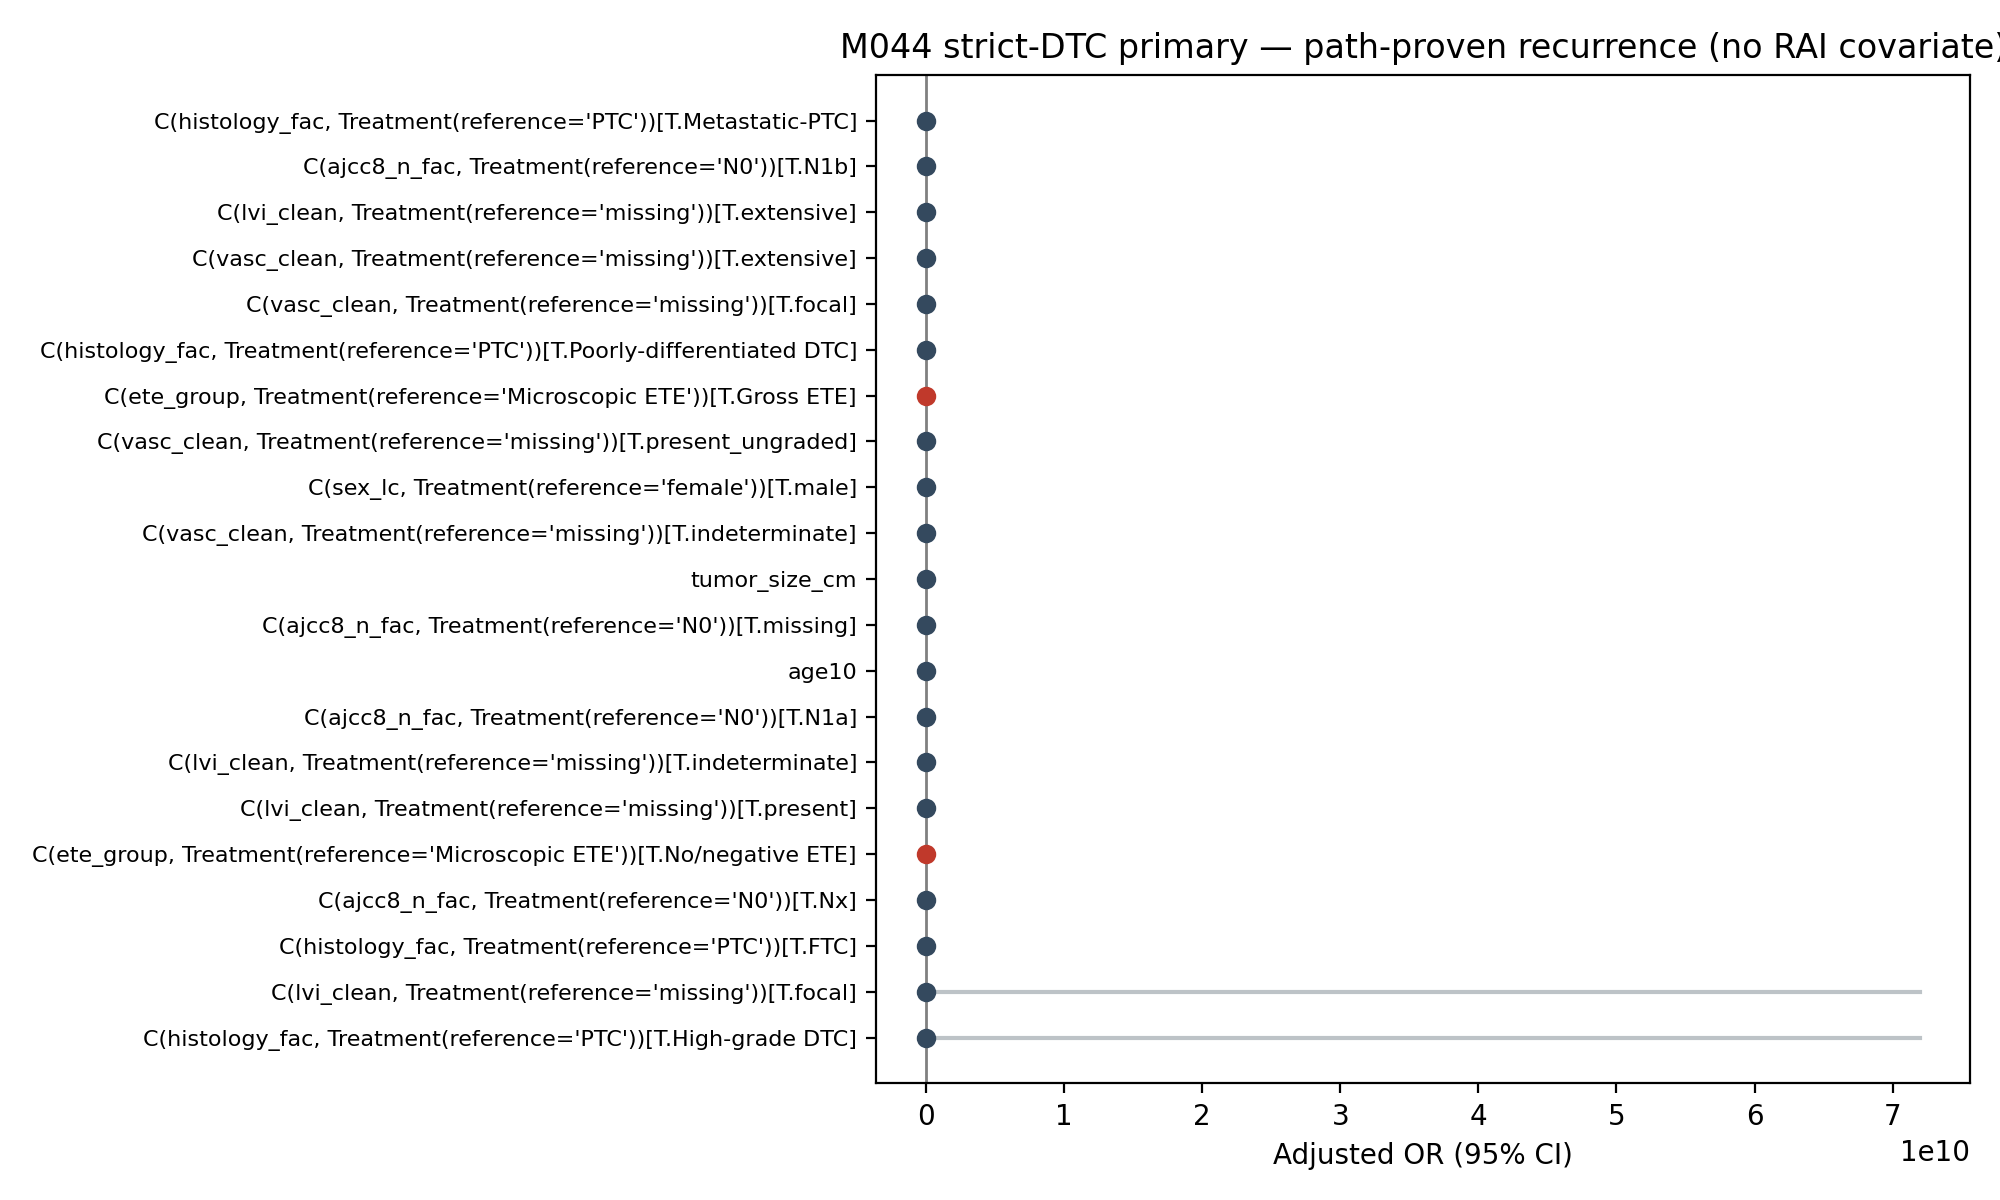 M044 strict-DTC primary — path-proven recurrence (no RAI covariate)
C(histology_fac, Treatment(reference='PTC'))[T.Metastatic-PTC]
C(ajcc8_n_fac, Treatment(reference='N0'))[T.N1b]
C(lvi_clean, Treatment(reference='missing'))[T.extensive]
C(vasc_clean, Treatment(reference='missing'))[T.extensive]
C(vasc_clean, Treatment(reference='missing'))[T.focal]
C(histology_fac, Treatment(reference='PTC'))[T.Poorly-differentiated DTC]
C(ete_group, Treatment(reference='Microscopic ETE'))[T.Gross ETE]
C(vasc_clean, Treatment(reference='missing'))[T.present_ungraded]
C(sex_lc, Treatment(reference='female'))[T.male]
C(vasc_clean, Treatment(reference='missing'))[T.indeterminate]
tumor_size_cm
C(ajcc8_n_fac, Treatment(reference='N0'))[T.missing]
age10
C(ajcc8_n_fac, Treatment(reference='N0'))[T.N1a]
C(lvi_clean, Treatment(reference='missing'))[T.indeterminate]
C(lvi_clean, Treatment(reference='missing'))[T.present]
C(ete_group, Treatment(reference='Microscopic ETE'))[T.No/negative ETE]
C(ajcc8_n_fac, Treatment(reference='N0'))[T.Nx]
C(histology_fac, Treatment(reference='PTC'))[T.FTC]
C(lvi_clean, Treatment(reference='missing'))[T.focal]
C(histology_fac, Treatment(reference='PTC'))[T.High-grade DTC]
0 1 2 3 4 5 6 7
1e10
Adjusted OR (95% CI)